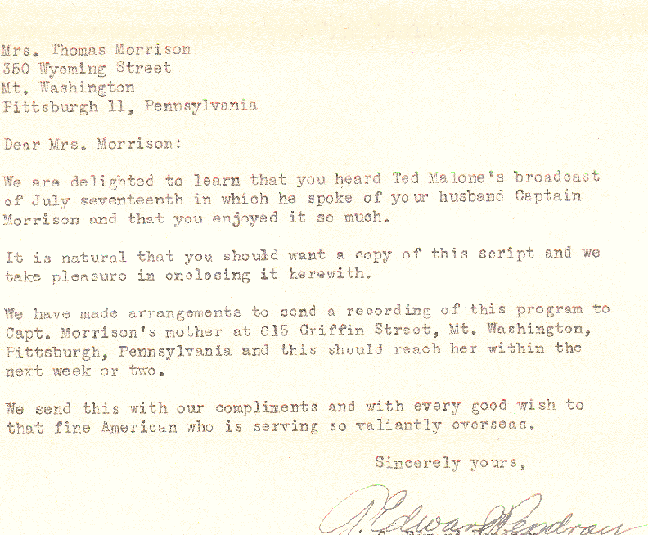 Mrs. Thomas Morrison
350 Wyoming Street
Mt. Washington
Pittsburgh 11, Pennsylvania
Dear Mrs. Morrison:
We are delighted to learn that you heard Ted Malone's broadcast
of July seventeenth in which he spoke of your husband Captain
Morrison and that you enjoyed it so much.
It is natural that you should want a copy of this script and we
take pleasure in enclosing it herewith.
We have made arrangements to send a recording of this program to
Capt. Morrison's mother at 615 Griffin Street, Mt. Washington,
Pittsburgh, Pennsylvania and this should reach her within the
next week or two.
We send this with our compliments and with every good wish to
that fine American who is serving so valiantly overseas.
Sincerely yours,